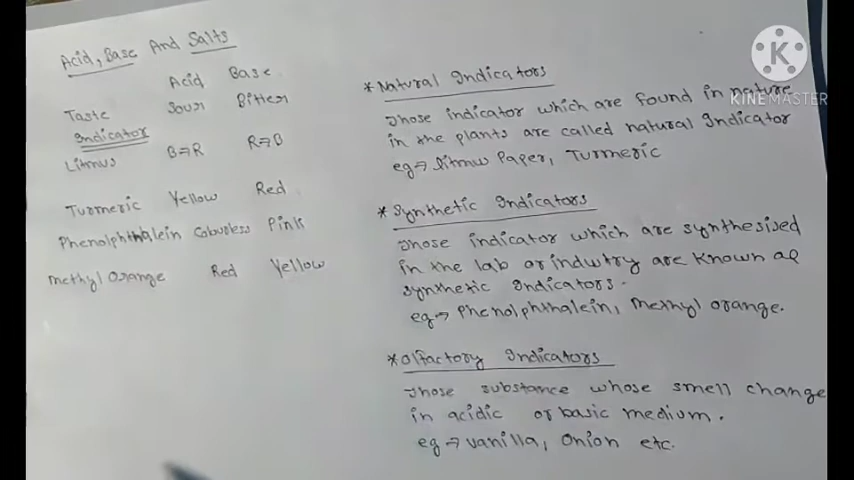 Acid, Base And Salts
Acid Base
Taste Sour Bitter
Indicator
Litmus B⇒R R⇒B
Turmeric Yellow Red
Phenolphthalein Colourless Pink
Methyl Orange Red Yellow
*Natural Indicators
Those indicator which are found in nature
in the plants are called natural Indicator
eg→ litmus Paper, Turmeric
*Synthetic Indicators
Those indicator which are synthesised
in the lab or industry are known as
synthetic indicators.
eg→ Phenolphthalein, Methyl orange.
*Olfactory Indicators
Those substance whose smell change
in acidic or basic medium.
eg→ vanilla, Onion etc.
K
KINEMASTER